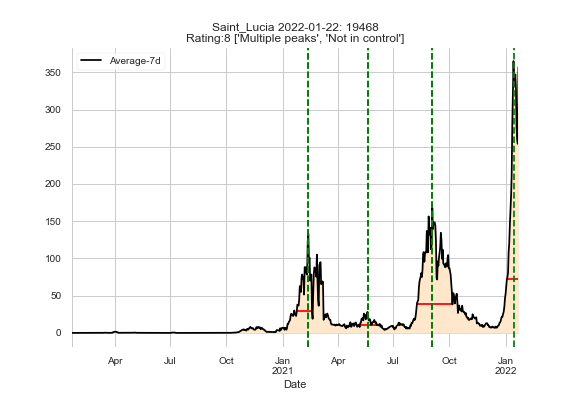 Saint_Lucia 2022-01-22: 19468
Rating:8 ['Multiple peaks', 'Not in control']
Average-7d
350
300
250
200
150
100
50
0
Apr Jul Oct Jan Apr Jul Oct Jan
2021 2022
Date